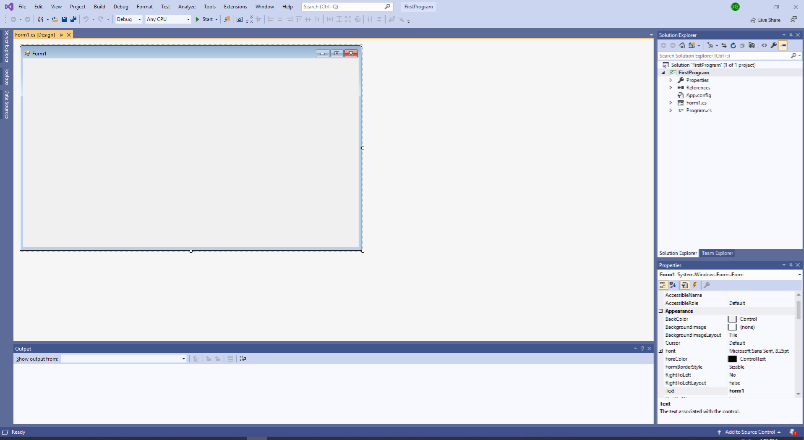 File Edit View Project Build Debug Format Test Analyze Tools Extensions Window Help Search (Ctrl+Q) FirstProgram
Debug Any CPU Start Live Share
Form1.cs [Design]
Form1
Server Explorer
Toolbox
Data Sources
Solution Explorer
Search Solution Explorer (Ctrl+;)
Solution 'FirstProgram' (1 of 1 project)
FirstProgram
Properties
References
App.config
Form1.cs
Program.cs
Solution Explorer Team Explorer
Properties
Form1 System.Windows.Forms.Form
AccessibleName
AccessibleRole Default
Appearance
BackColor Control
BackgroundImage (none)
BackgroundImageLayout Tile
Cursor Default
Font Microsoft Sans Serif, 8.25pt
ForeColor ControlText
FormBorderStyle Sizable
RightToLeft No
RightToLeftLayout False
Text Form1
Text
The text associated with the control.
Output
Show output from:
Ready
Add to Source Control